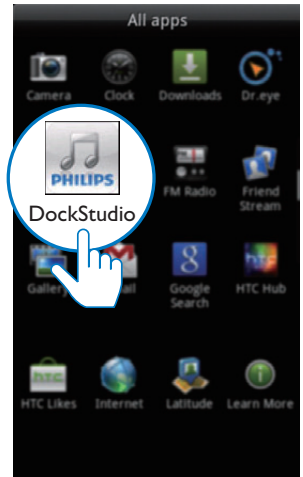 All apps
Camera
Clock
Downloads
Dr.eye
PHILIPS
DockStudio
FM Radio
Friend
Stream
Gallery
Google
Search
HTC Hub
hTC
HTC Likes
Internet
Latitude
Learn More